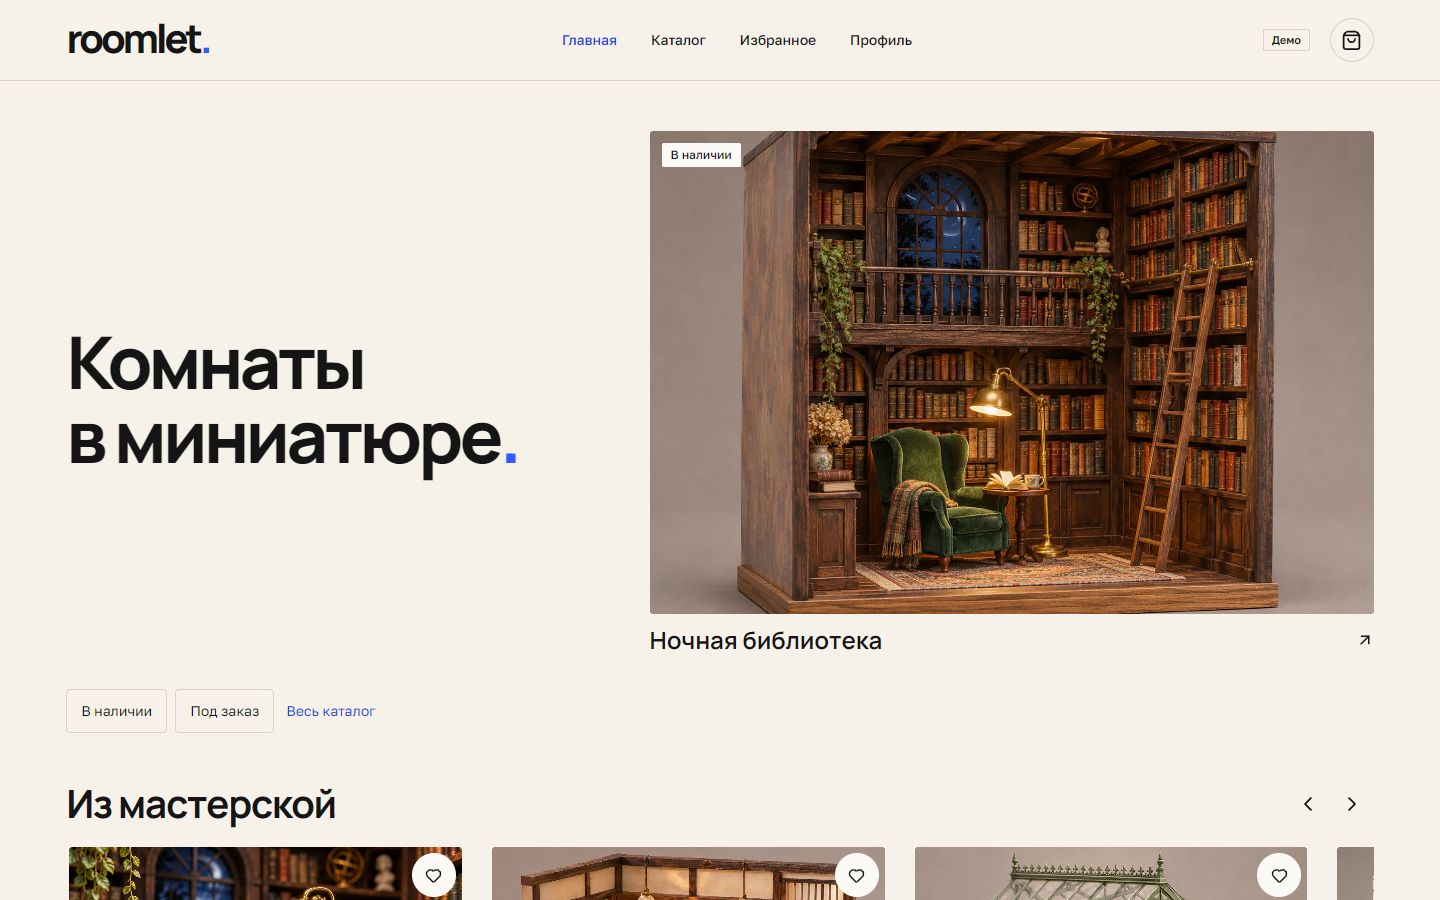 roomlet.
Главная
Каталог
Избранное
Профиль
Демо
В наличии
Комнаты
в миниатюре.
Ночная библиотека
В наличии
Под заказ
Весь каталог
Из мастерской